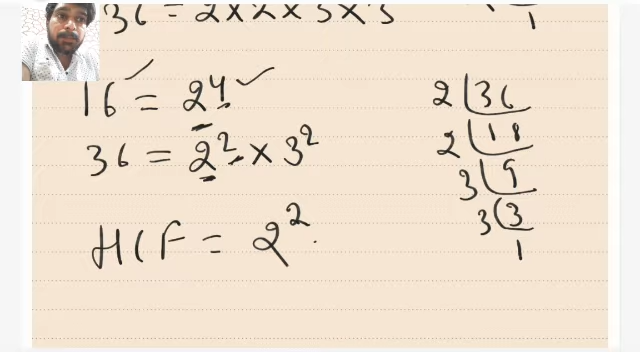 36 = 2 × 2 × 3 × 3
1
16 = 2⁴
36 = 2² × 3²
HCF = 2²
2 | 36
2 | 18
3 | 9
3 | 3
1